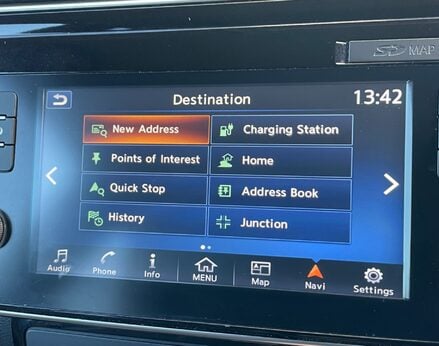 SD MAP
Destination 13:42
New Address Charging Station
Points of Interest Home
Quick Stop Address Book
History Junction
Audio Phone Info MENU Map Navi Settings